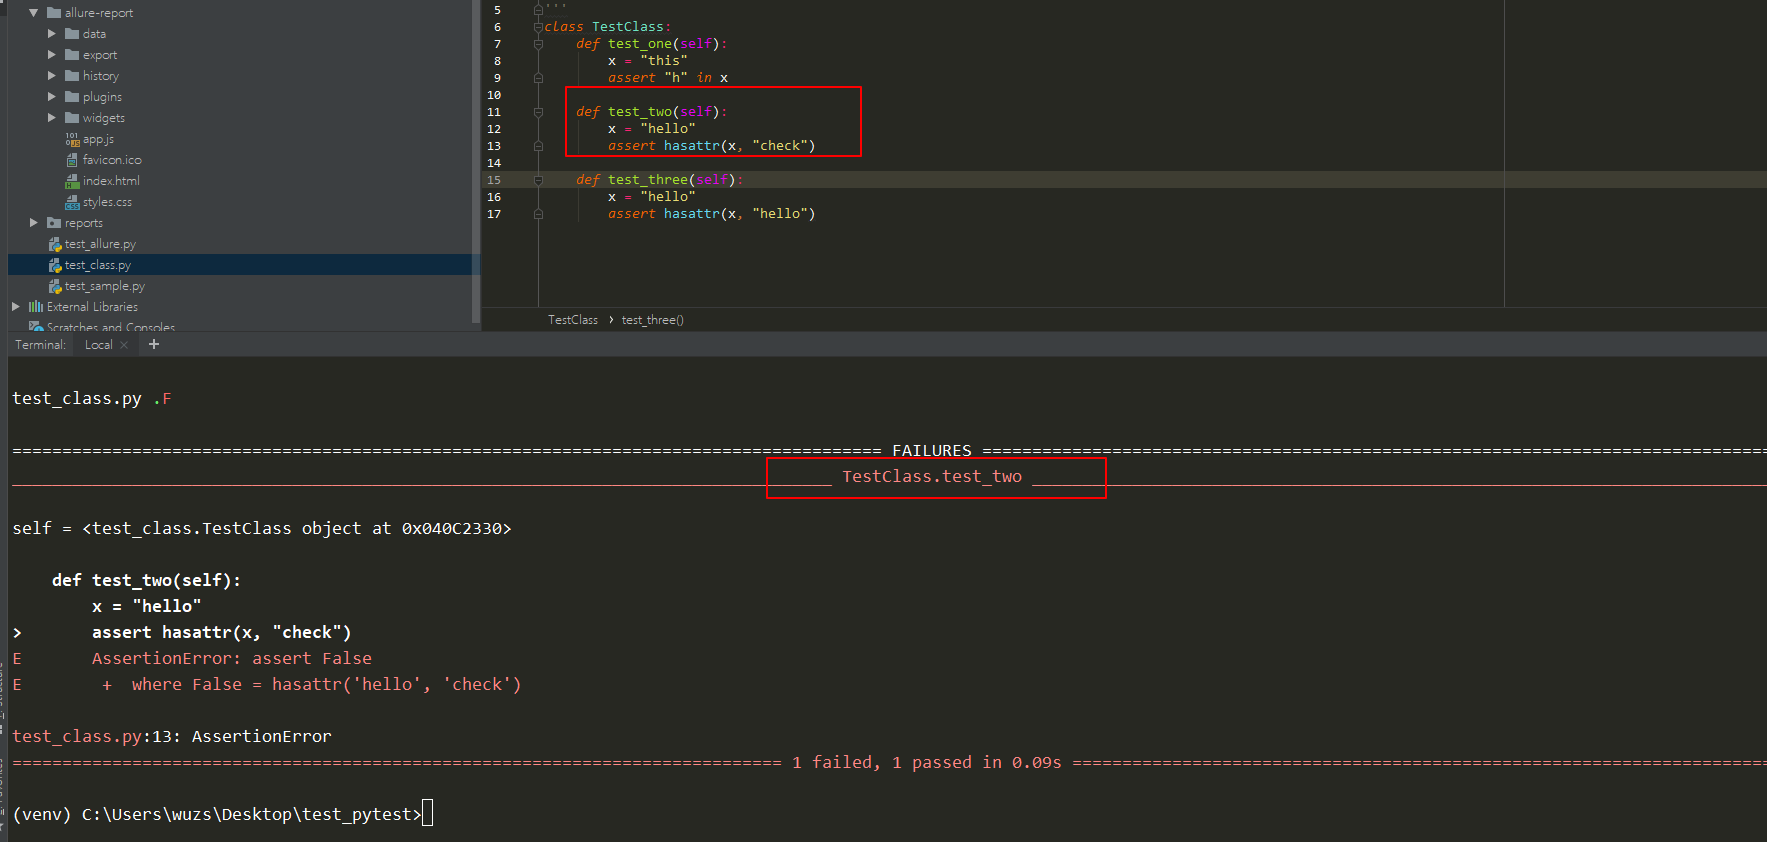 allure-report
data
export
history
plugins
widgets
app.js
favicon.ico
index.html
styles.css
reports
test_allure.py
test_class.py
test_sample.py
External Libraries
Scratches and Consoles
5 '''
6 class TestClass:
7 def test_one(self):
8 x = "this"
9 assert "h" in x
10
11 def test_two(self):
12 x = "hello"
13 assert hasattr(x, "check")
14
15 def test_three(self):
16 x = "hello"
17 assert hasattr(x, "hello")
TestClass › test_three()
Terminal: Local × +
test_class.py .F
=== FAILURES ===
___ TestClass.test_two ___
self = <test_class.TestClass object at 0x040C2330>
def test_two(self):
x = "hello"
> assert hasattr(x, "check")
E AssertionError: assert False
E + where False = hasattr('hello', 'check')
test_class.py:13: AssertionError
=== 1 failed, 1 passed in 0.09s ===
(venv) C:\Users\wuzs\Desktop\test_pytest>